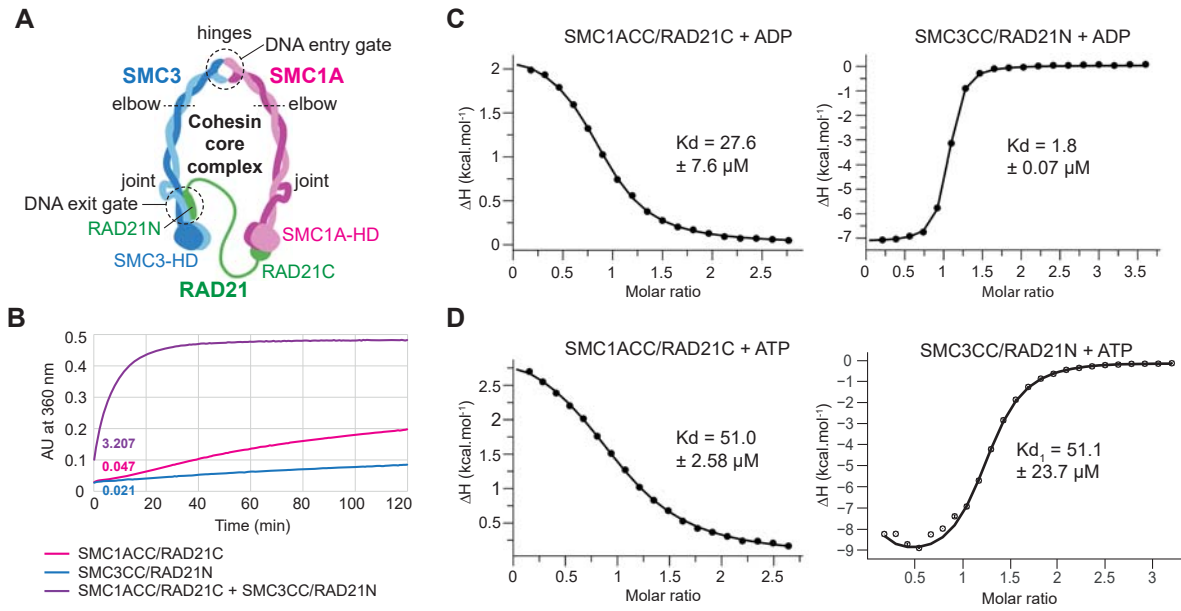 A
hinges
DNA entry gate
SMC3
SMC1A
elbow
elbow
Cohesin
core
complex
joint
joint
DNA exit gate
RAD21N
SMC3-HD
SMC1A-HD
RAD21C
RAD21
B
AU at 360 nm
0.5
0.4
0.3
0.2
0.1
0
3.207
0.047
0.021
0 20 40 60 80 100 120
Time (min)
SMC1ACC/RAD21C
SMC3CC/RAD21N
SMC1ACC/RAD21C + SMC3CC/RAD21N
C
SMC1ACC/RAD21C + ADP
ΔH (kcal.mol⁻¹)
2
1.5
1
0.5
0
Kd = 27.6
± 7.6 μM
0 0.5 1.0 1.5 2 2.5
Molar ratio
SMC3CC/RAD21N + ADP
ΔH (kcal.mol⁻¹)
0
−1
−2
−3
−4
−5
−6
−7
Kd = 1.8
± 0.07 μM
0 0.5 1.0 1.5 2.0 2.5 3.0 3.5
Molar ratio
D
SMC1ACC/RAD21C + ATP
ΔH (kcal.mol⁻¹)
2.5
2
1.5
1
0.5
Kd = 51.0
± 2.58 μM
0 0.5 1 1.5 2 2.5
Molar ratio
SMC3CC/RAD21N + ATP
ΔH (kcal.mol⁻¹)
0
−1
−2
−3
−4
−5
−6
−7
−8
−9
Kd₁ = 51.1
± 23.7 μM
0 0.5 1 1.5 2 2.5 3
Molar ratio